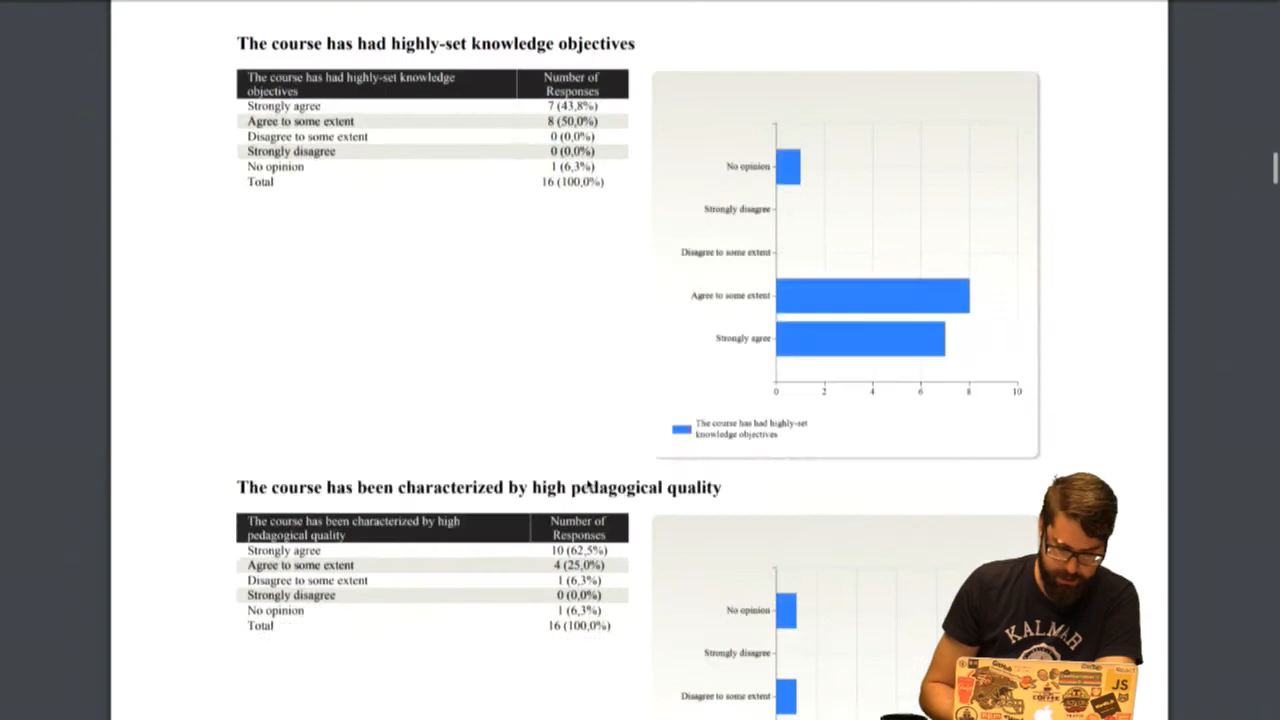 The course has had highly-set knowledge objectives
The course has had highly-set knowledge objectives
Number of Responses
Strongly agree 7 (43,8%)
Agree to some extent 8 (50,0%)
Disagree to some extent 0 (0,0%)
Strongly disagree 0 (0,0%)
No opinion 1 (6,3%)
Total 16 (100,0%)
No opinion
Strongly disagree
Disagree to some extent
Agree to some extent
Strongly agree
0 2 4 6 8 10
The course has had highly-set
knowledge objectives
The course has been characterized by high pedagogical quality
The course has been characterized by high pedagogical quality
Number of Responses
Strongly agree 10 (62,5%)
Agree to some extent 4 (25,0%)
Disagree to some extent 1 (6,3%)
Strongly disagree 0 (0,0%)
No opinion 1 (6,3%)
Total 16 (100,0%)
No opinion
Strongly disagree
Disagree to some extent
KALMAR
GitHub
COFFEE
JS